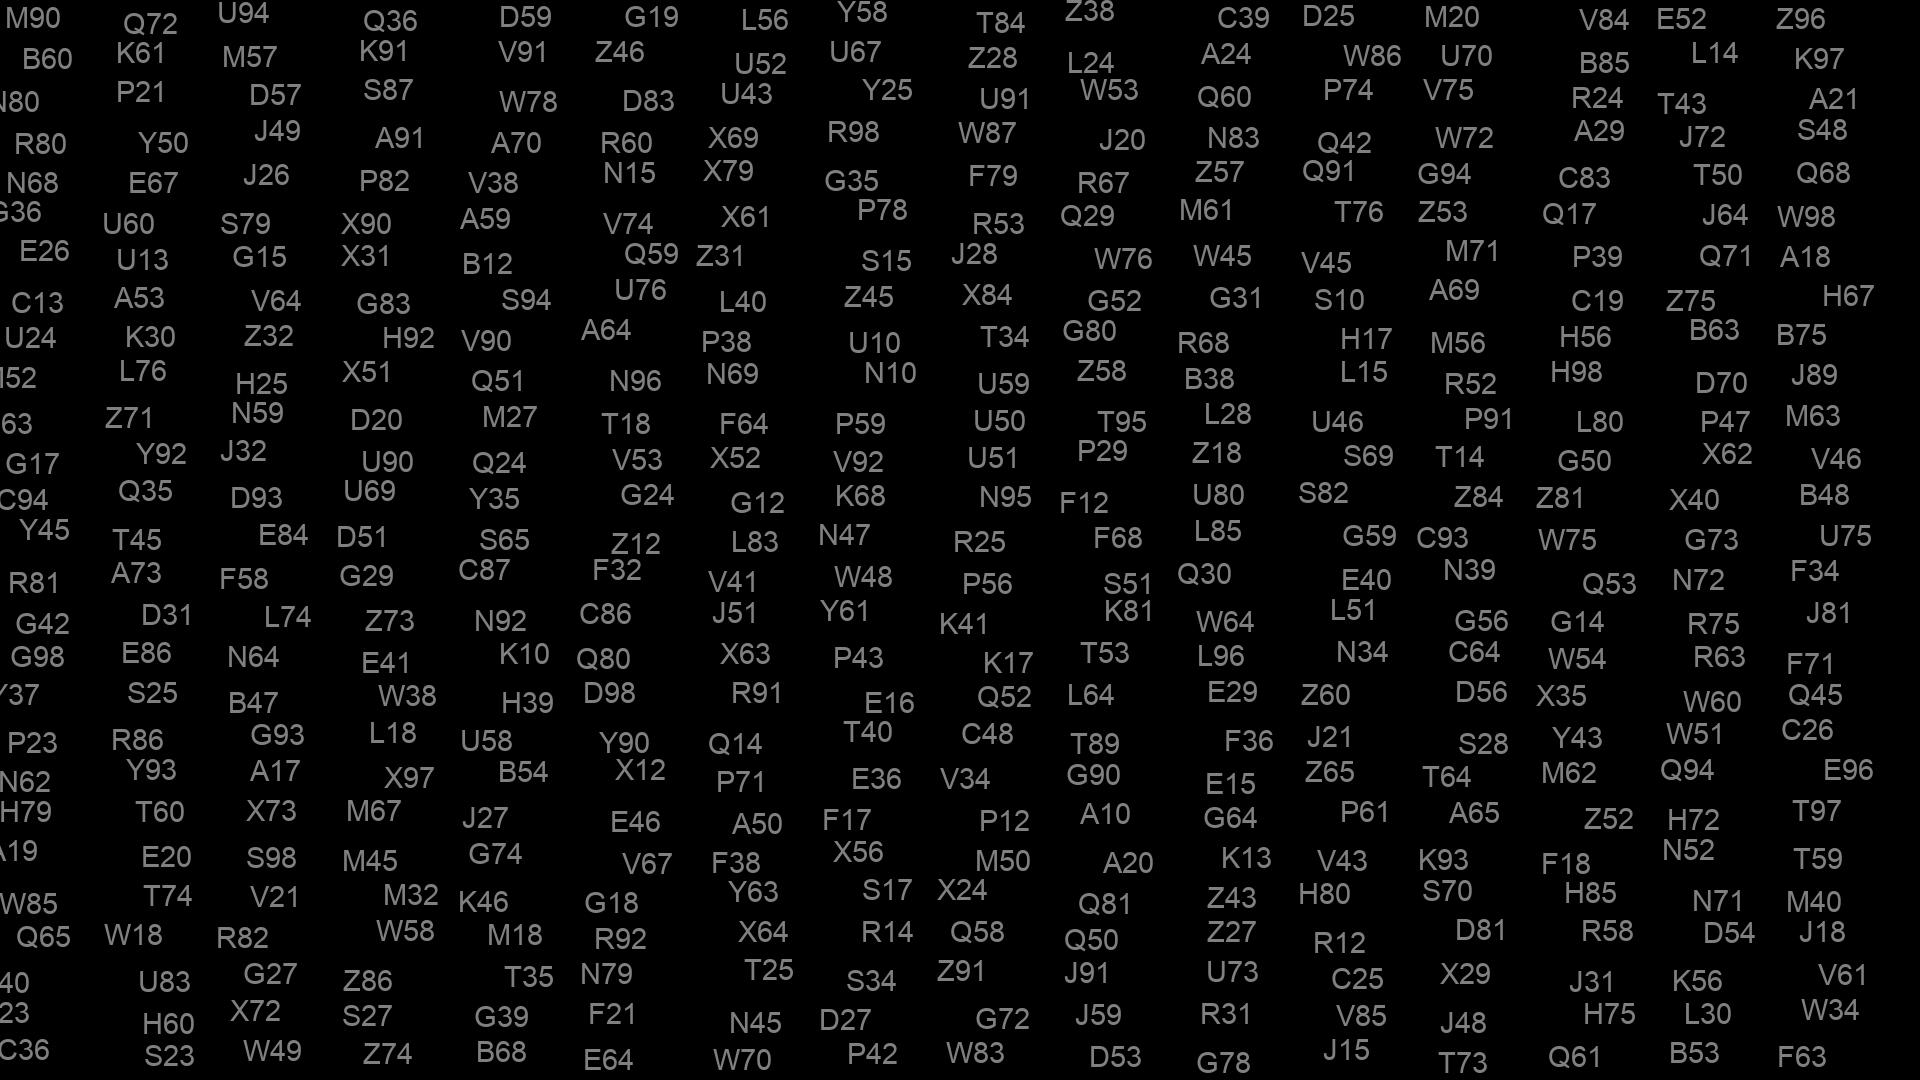 M90 Q72 U94 Q36 D59 G19 L56 Y58 T84 Z38 C39 D25 M20 V84 E52 Z96
B60 K61 M57 K91 V91 Z46 U52 U67 Z28 L24 A24 W86 U70 B85 L14 K97
N80 P21 D57 S87 W78 D83 U43 Y25 U91 W53 Q60 P74 V75 R24 T43 A21
R80 Y50 J49 A91 A70 R60 X69 R98 W87 J20 N83 Q42 W72 A29 J72 S48
N68 E67 J26 P82 V38 N15 X79 G35 F79 R67 Z57 Q91 G94 C83 T50 Q68
G36 U60 S79 X90 A59 V74 X61 P78 R53 Q29 M61 T76 Z53 Q17 J64 W98
E26 U13 G15 X31 B12 Q59 Z31 S15 J28 W76 W45 V45 M71 P39 Q71 A18
C13 A53 V64 G83 S94 U76 L40 Z45 X84 G52 G31 S10 A69 C19 Z75 H67
U24 K30 Z32 H92 V90 A64 P38 U10 T34 G80 R68 H17 M56 H56 B63 B75
L76 H25 X51 Q51 N96 N69 N10 U59 Z58 B38 L15 R52 H98 D70 J89
63 Z71 N59 D20 M27 T18 F64 P59 U50 T95 L28 U46 P91 L80 P47 M63
G17 Y92 J32 U90 Q24 V53 X52 V92 U51 P29 Z18 S69 T14 G50 X62 V46
C94 Q35 D93 U69 Y35 G24 G12 K68 N95 F12 U80 S82 Z84 Z81 X40 B48
Y45 T45 E84 D51 S65 Z12 L83 N47 R25 F68 L85 G59 C93 W75 G73 U75
R81 A73 F58 G29 C87 F32 V41 W48 P56 S51 Q30 E40 N39 Q53 N72 F34
G42 D31 L74 Z73 N92 C86 J51 Y61 K41 K81 W64 L51 G56 G14 R75 J81
G98 E86 N64 E41 K10 Q80 X63 P43 K17 T53 L96 N34 C64 W54 R63 F71
Y37 S25 B47 W38 H39 D98 R91 E16 Q52 L64 E29 Z60 D56 X35 W60 Q45
P23 R86 G93 L18 U58 Y90 Q14 T40 C48 T89 F36 J21 S28 Y43 W51 C26
N62 Y93 A17 X97 B54 X12 P71 E36 V34 G90 E15 Z65 T64 M62 Q94 E96
H79 T60 X73 M67 J27 E46 A50 F17 P12 A10 G64 P61 A65 Z52 H72 T97
A19 E20 S98 M45 G74 V67 F38 X56 M50 A20 K13 V43 K93 F18 N52 T59
W85 T74 V21 M32 K46 G18 Y63 S17 X24 Q81 Z43 H80 S70 H85 N71 M40
Q65 W18 R82 W58 M18 R92 X64 R14 Q58 Q50 Z27 R12 D81 R58 D54 J18
40 U83 G27 Z86 T35 N79 T25 S34 Z91 J91 U73 C25 X29 J31 K56 V61
23 H60 X72 S27 G39 F21 N45 D27 G72 J59 R31 V85 J48 H75 L30 W34
C36 S23 W49 Z74 B68 E64 W70 P42 W83 D53 G78 J15 T73 Q61 B53 F63